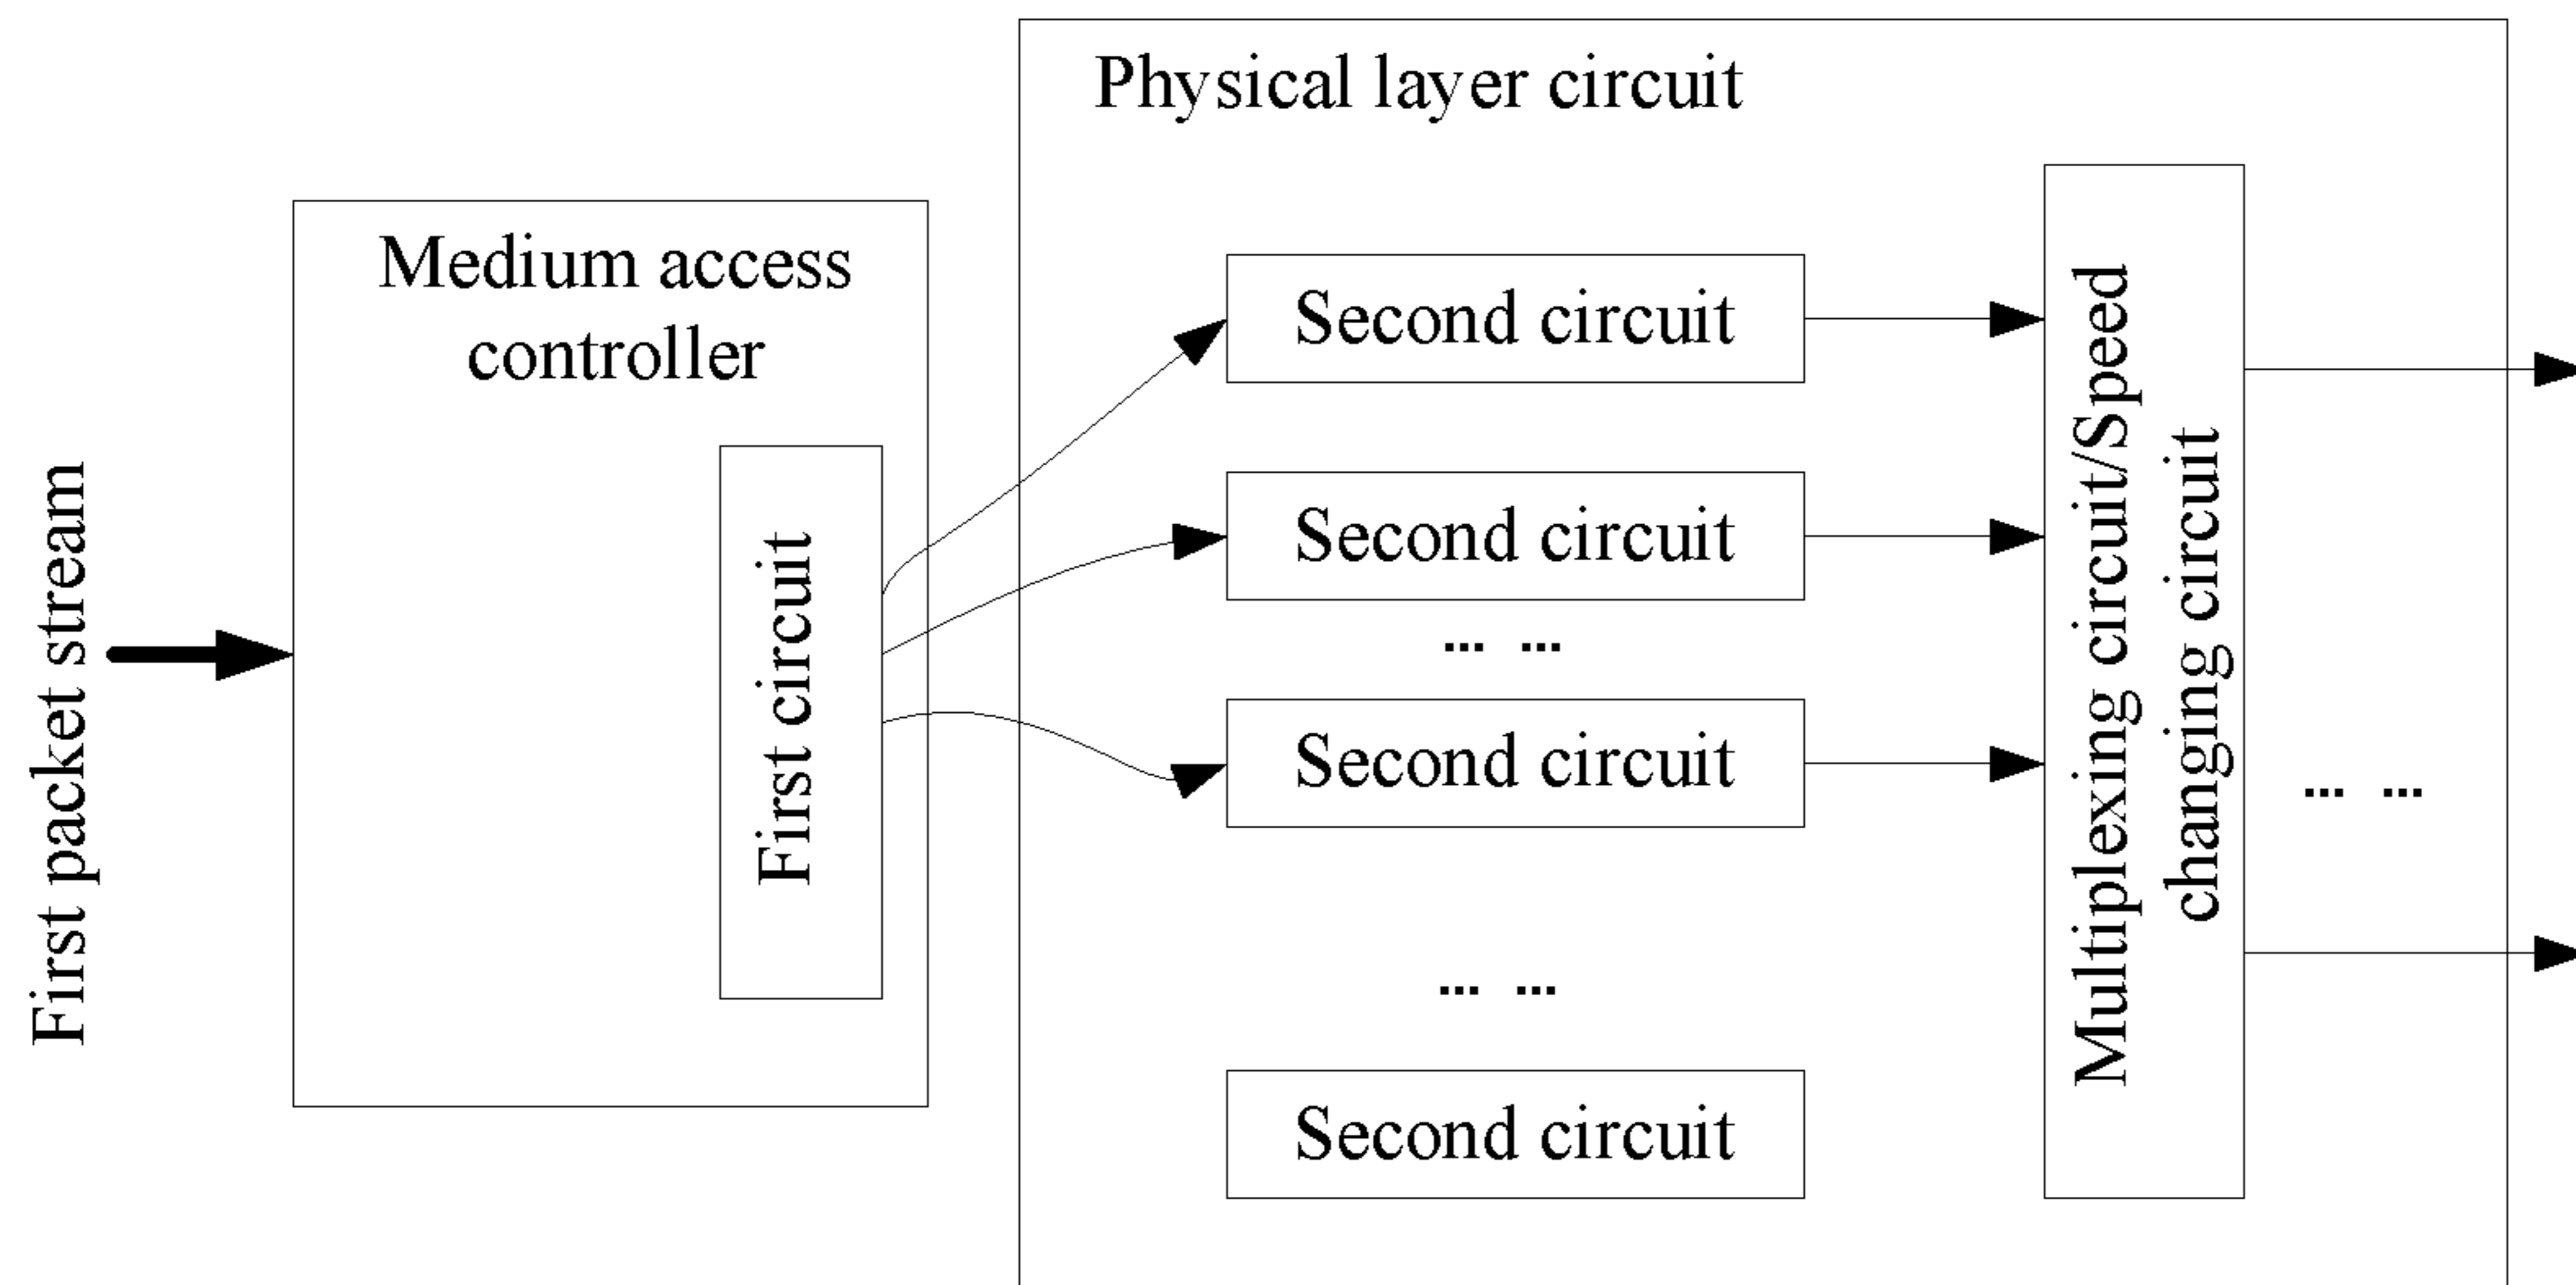 Physical layer circuit
Medium access
controller
First packet stream
First circuit
Second circuit
Second circuit
... ...
Second circuit
... ...
Second circuit
Multiplexing circuit/Speed
changing circuit
... ...